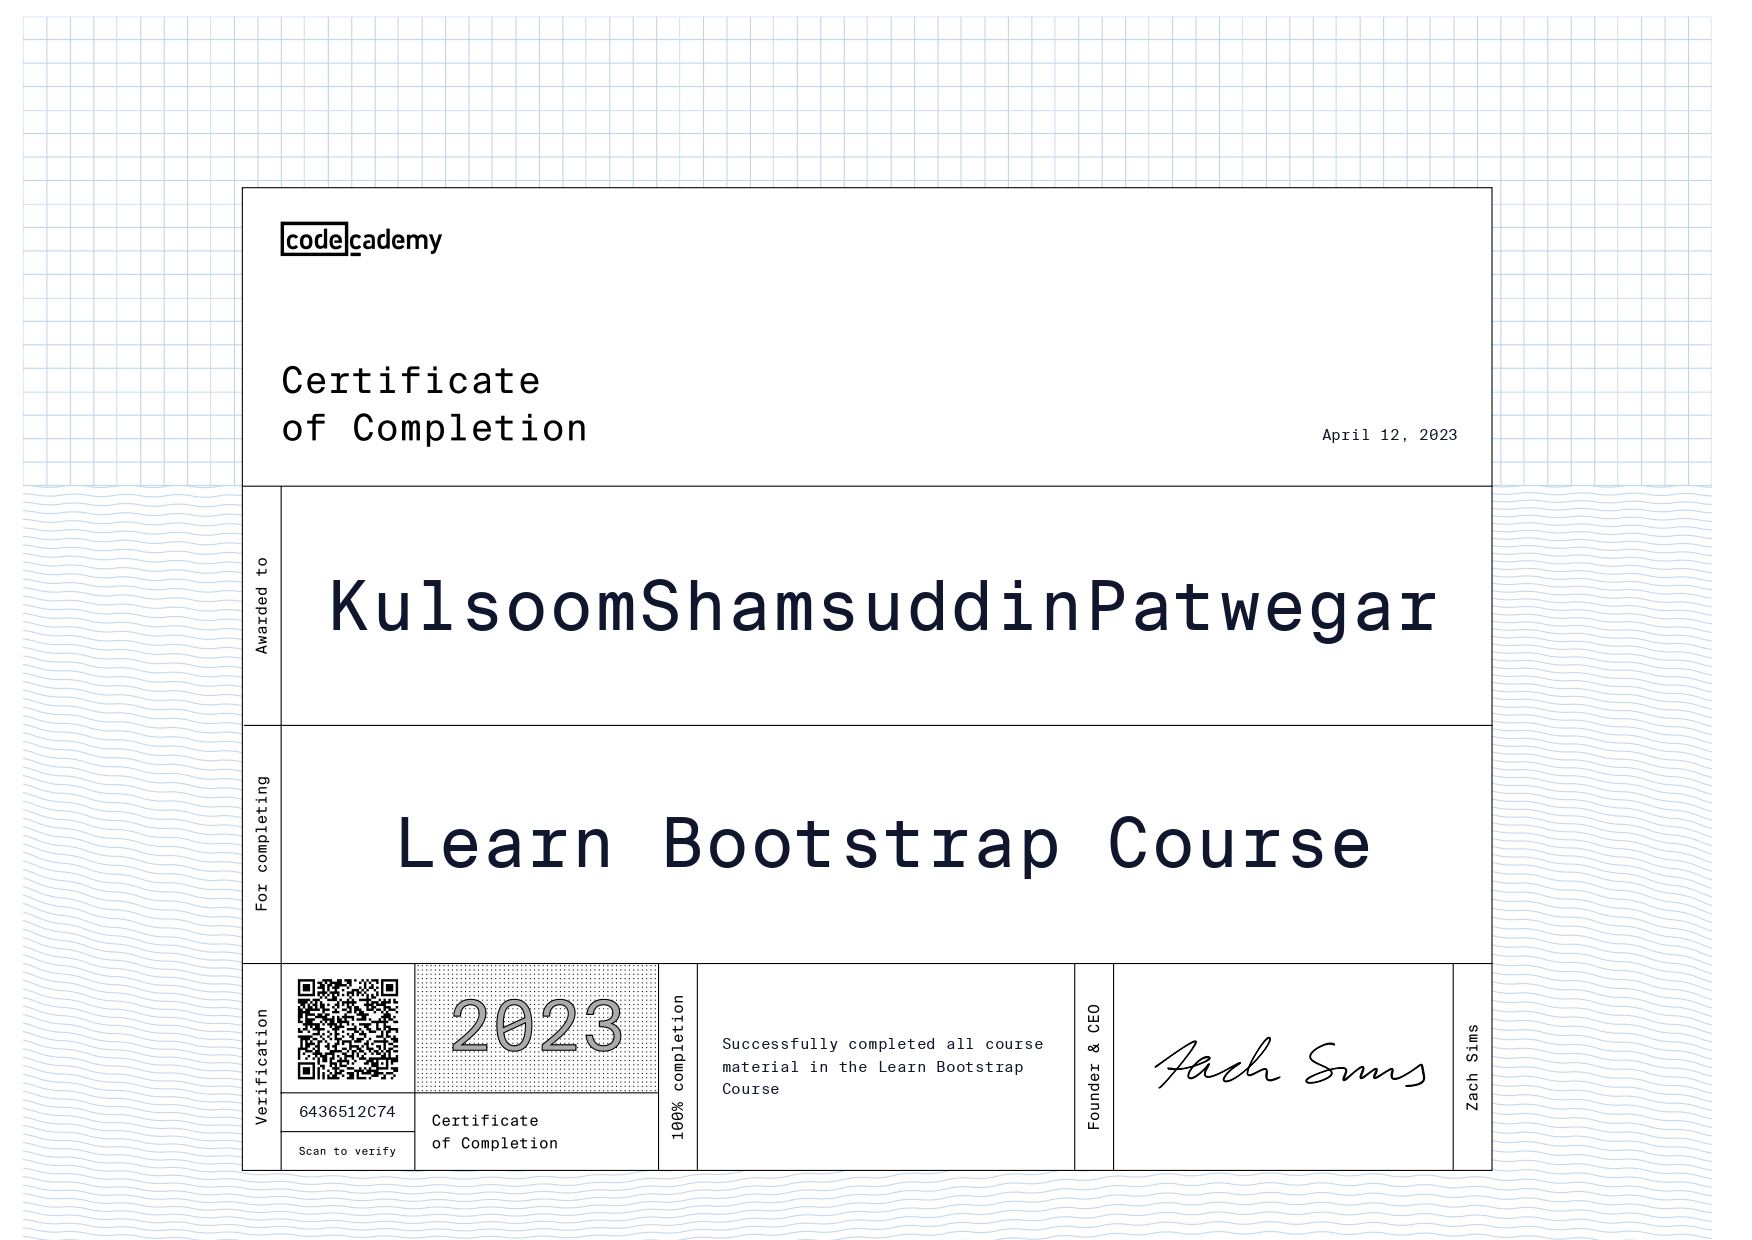 codecademy
Certificate
of Completion
April 12, 2023
Awarded to
KulsoomShamsuddinPatwegar
For completing
Learn Bootstrap Course
Verification
6436512C74
Scan to verify
2023
Certificate
of Completion
100% completion
Successfully completed all course
material in the Learn Bootstrap
Course
Founder & CEO
Zach Sims
Zach Sims